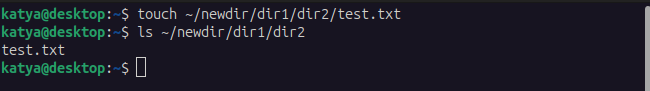 katya@desktop:~$ touch ~/newdir/dir1/dir2/test.txt
katya@desktop:~$ ls ~/newdir/dir1/dir2
test.txt
katya@desktop:~$